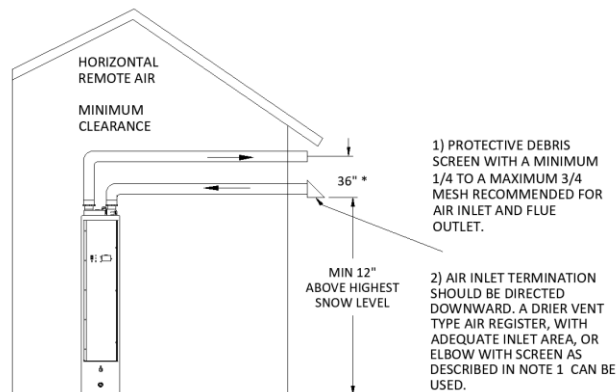 HORIZONTAL
REMOTE AIR
MINIMUM
CLEARANCE
36" *
MIN 12"
ABOVE HIGHEST
SNOW LEVEL
1) PROTECTIVE DEBRIS
SCREEN WITH A MINIMUM
1/4 TO A MAXIMUM 3/4
MESH RECOMMENDED FOR
AIR INLET AND FLUE
OUTLET.
2) AIR INLET TERMINATION
SHOULD BE DIRECTED
DOWNWARD. A DRIER VENT
TYPE AIR REGISTER, WITH
ADEQUATE INLET AREA, OR
ELBOW WITH SCREEN AS
DESCRIBED IN NOTE 1 CAN BE
USED.